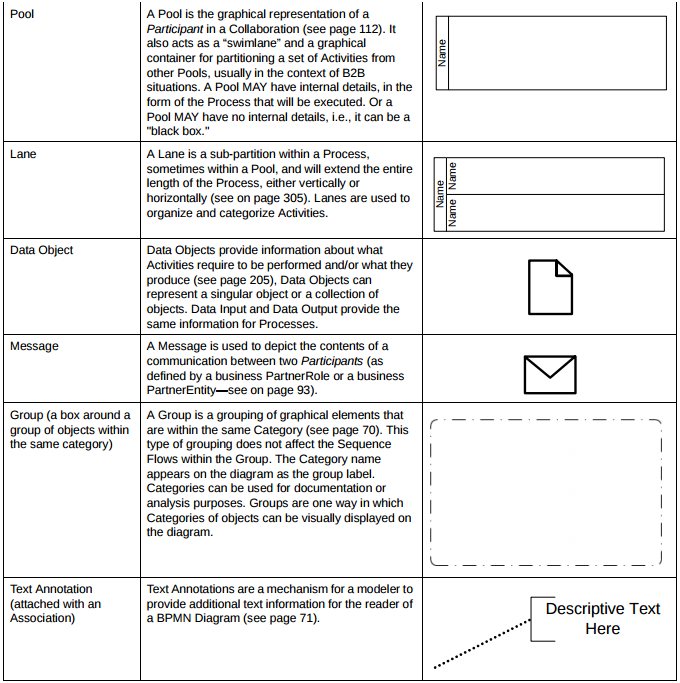 Pool
A Pool is the graphical representation of a
Participant in a Collaboration (see page 112). It
also acts as a “swimlane” and a graphical
container for partitioning a set of Activities from
other Pools, usually in the context of B2B
situations. A Pool MAY have internal details, in the
form of the Process that will be executed. Or a
Pool MAY have no internal details, i.e., it can be a
"black box."
Name
Lane
A Lane is a sub-partition within a Process,
sometimes within a Pool, and will extend the entire
length of the Process, either vertically or
horizontally (see on page 305). Lanes are used to
organize and categorize Activities.
Name
Name
Name
Data Object
Data Objects provide information about what
Activities require to be performed and/or what they
produce (see page 205), Data Objects can
represent a singular object or a collection of
objects. Data Input and Data Output provide the
same information for Processes.
Message
A Message is used to depict the contents of a
communication between two Participants (as
defined by a business PartnerRole or a business
PartnerEntity—see on page 93).
Group (a box around a
group of objects within
the same category)
A Group is a grouping of graphical elements that
are within the same Category (see page 70). This
type of grouping does not affect the Sequence
Flows within the Group. The Category name
appears on the diagram as the group label.
Categories can be used for documentation or
analysis purposes. Groups are one way in which
Categories of objects can be visually displayed on
the diagram.
Text Annotation
(attached with an
Association)
Text Annotations are a mechanism for a modeler to
provide additional text information for the reader of
a BPMN Diagram (see page 71).
Descriptive Text
Here